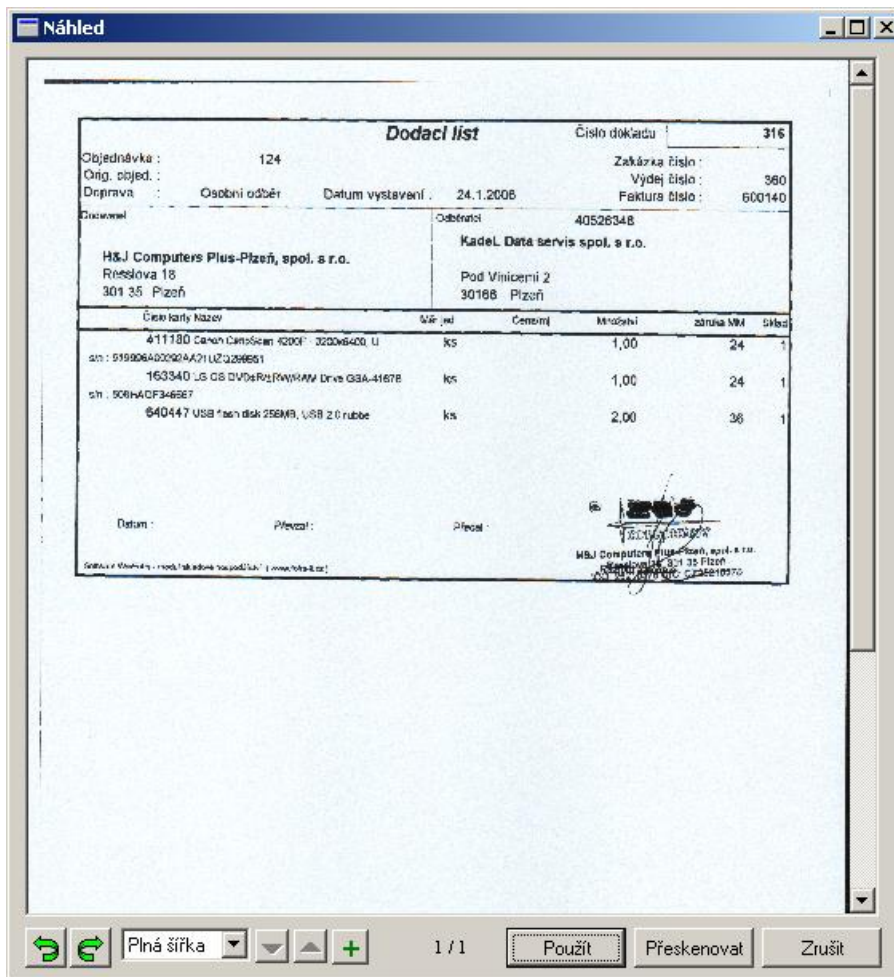 Náhled
Dodací list
Číslo dokladu 316
Objednávka : 124
Zakázka číslo :
Orig. objed. :
Výdej číslo : 360
Doprava : Osobní odběr Datum vystavení : 24.1.2006
Faktura číslo : 600140
Dodavatel
Odběratel 40526348
KadeL Data servis spol. s r.o.
H&J Computers Plus-Plzeň, spol. s r.o.
Resslova 18
Pod Vinicemi 2
301 35 Plzeň
30166 Plzeň
Číslo karty Název Měr. jed Množství záruka MM Sklad
411180 Canon CanoScan 4200F - 3200x6400, U ks 1,00 24 1
s/n :
163340 LG GS DVD±R/±RW/RAM Drive GSA-4167B ks 1,00 24 1
s/n :
640447 USB flash disk 256MB, USB 2.0 rubbe ks 2,00 36 1
Datum : Převzal : Předal :
H&J Computers Plus-Plzeň, spol. s r.o.
301 35 Plzeň
Plná šířka
1 / 1
Použít
Přeskenovat
Zrušit